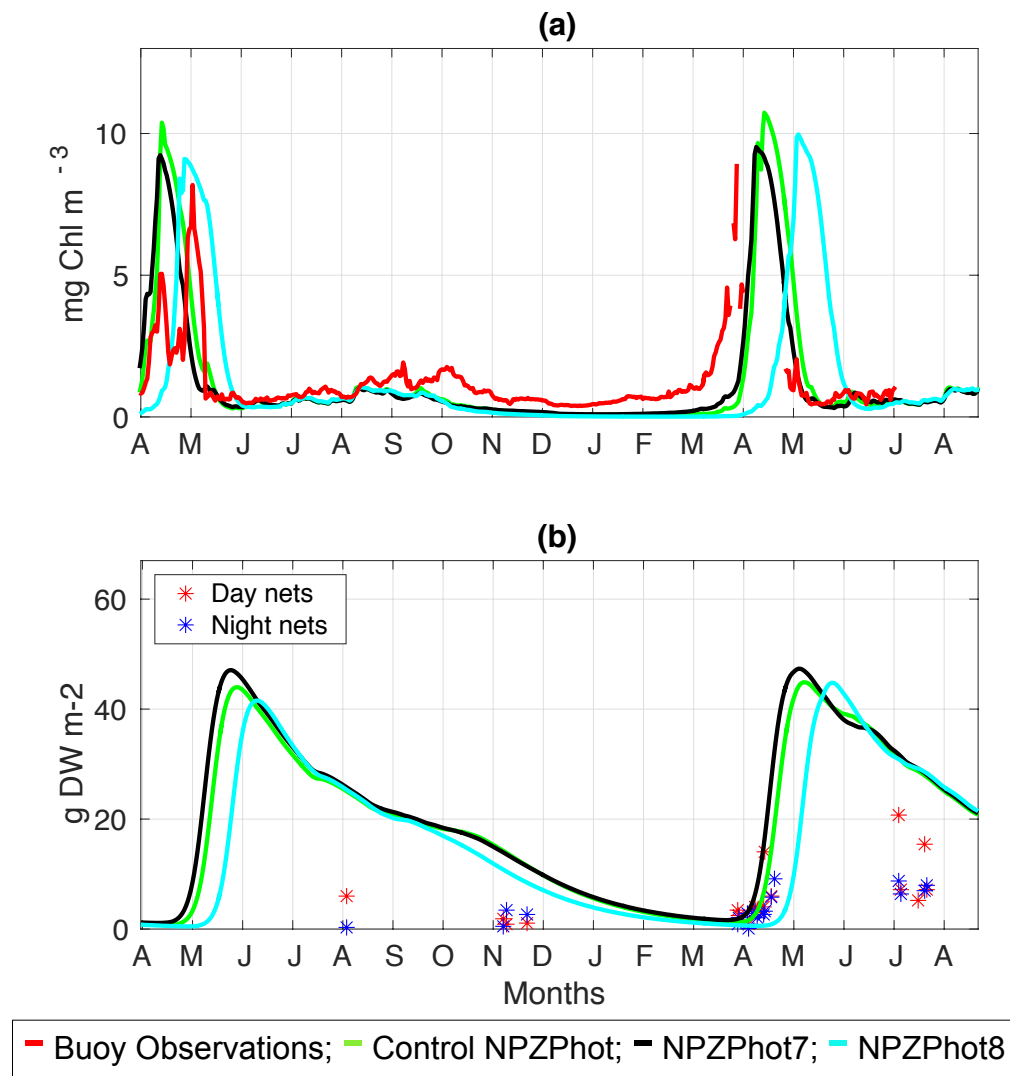 (a)
mg Chl m -3
10
5
0
A M J J A S O N D J F M A M J J A
(b)
Day nets
Night nets
g DW m-2
60
40
20
0
A M J J A S O N D J F M A M J J A
Months
Buoy Observations; Control NPZPhot; NPZPhot7; NPZPhot8